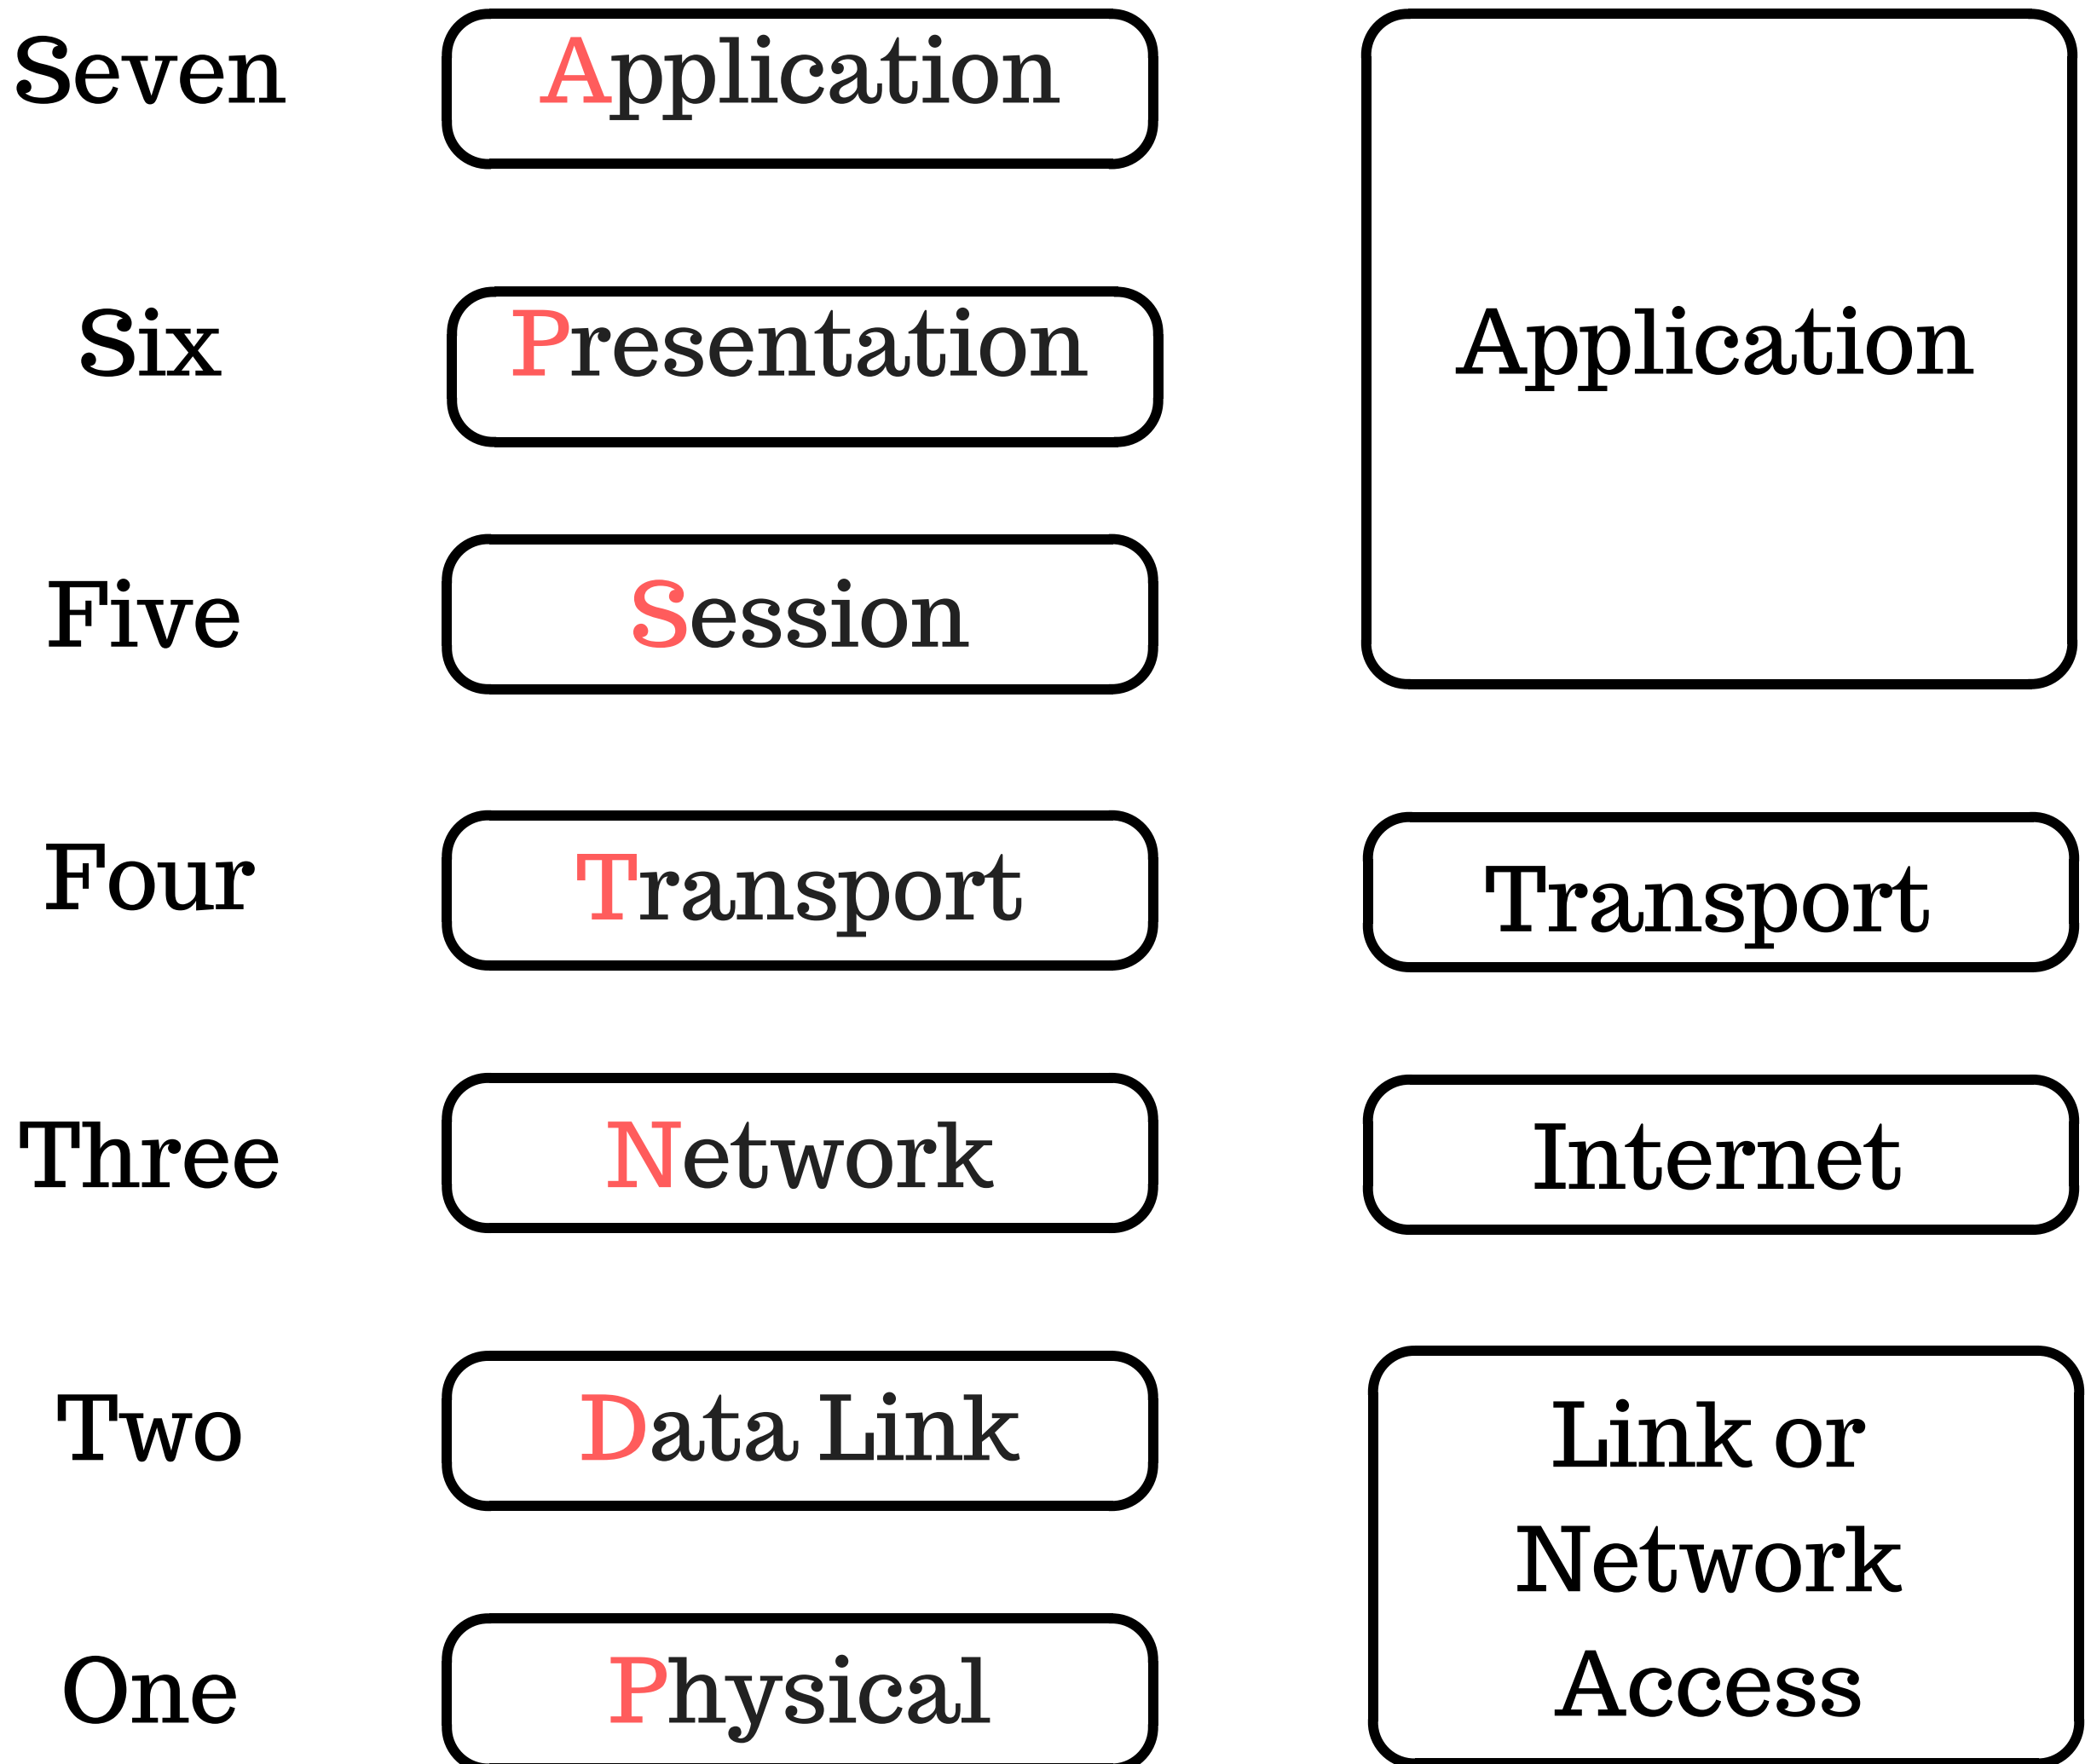 Seven
Application
Six
Presentation
Application
Five
Session
Four
Transport
Transport
Three
Network
Internet
Two
Data Link
Link or
Network
Access
One
Physical